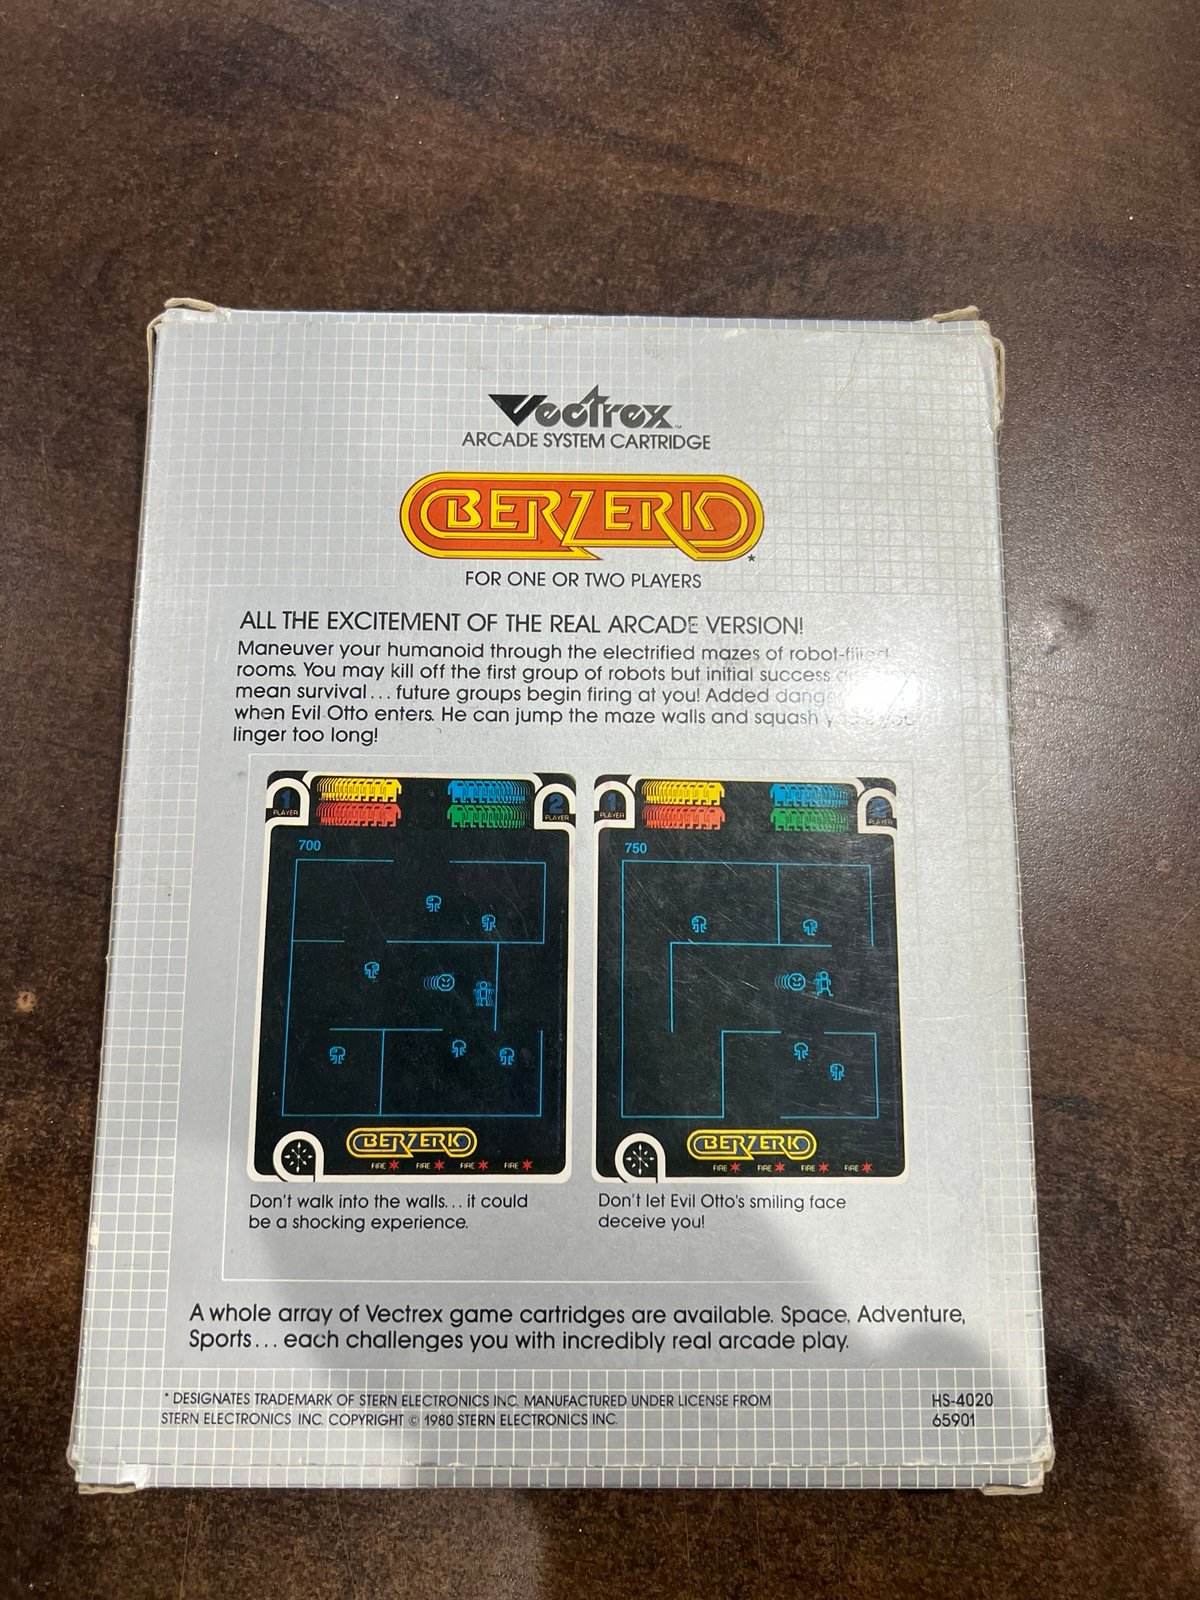 Vectrex™
ARCADE SYSTEM CARTRIDGE
BERZERK*
FOR ONE OR TWO PLAYERS
ALL THE EXCITEMENT OF THE REAL ARCADE VERSION!
Maneuver your humanoid through the electrified mazes of robot-filled
rooms. You may kill off the first group of robots but initial success
mean survival... future groups begin firing at you! Added
when Evil Otto enters. He can jump the maze walls and squash
linger too long!
1 PLAYER 2 PLAYER
700
BERZERK
FIRE FIRE FIRE FIRE
1 PLAYER 2 PLAYER
750
BERZERK
FIRE FIRE FIRE FIRE
Don't walk into the walls... it could
be a shocking experience.
Don't let Evil Otto's smiling face
deceive you!
A whole array of Vectrex game cartridges are available. Space, Adventure,
Sports... each challenges you with incredibly real arcade play.
* DESIGNATES TRADEMARK OF STERN ELECTRONICS INC. MANUFACTURED UNDER LICENSE FROM
STERN ELECTRONICS INC. COPYRIGHT © 1980 STERN ELECTRONICS INC.
HS-4020
65901